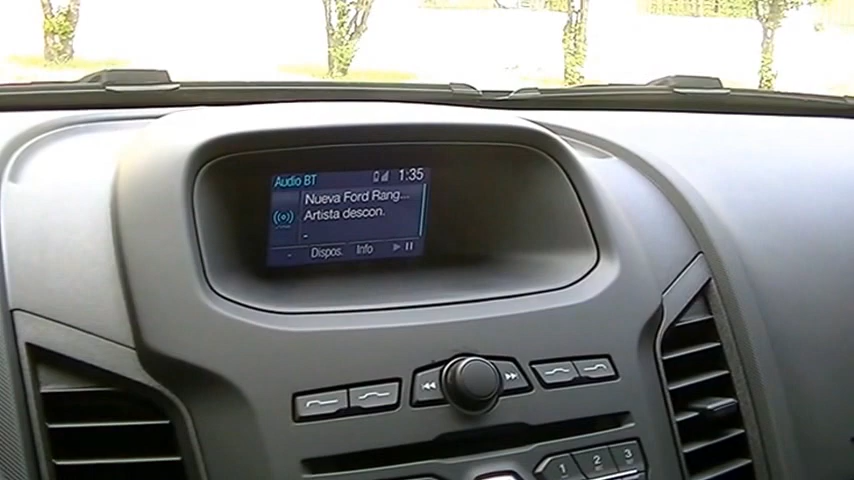 Audio BT 1:35
Nueva Ford Rang...
Artista descon.
-
- Dispos. Info
1 2 3